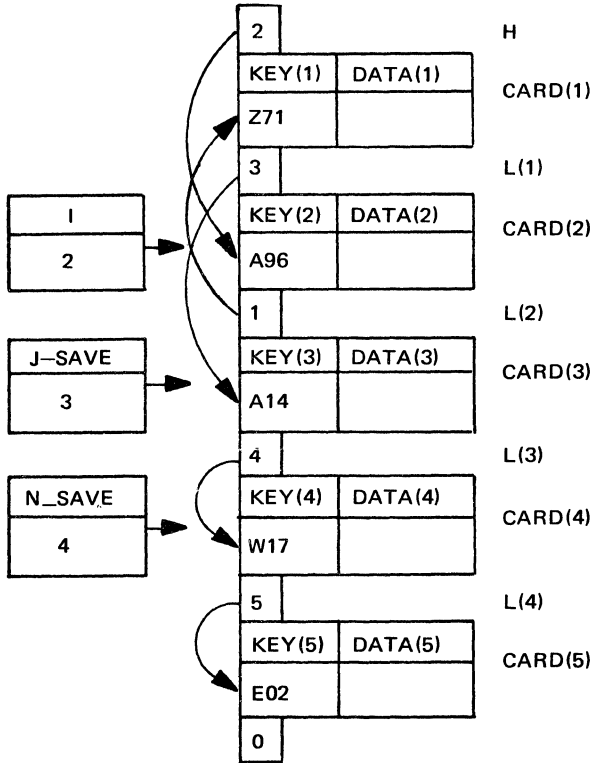 2 H
KEY(1) DATA(1)
CARD(1)
Z71
3 L(1)
I
2
KEY(2) DATA(2)
CARD(2)
A96
1 L(2)
J—SAVE
3
KEY(3) DATA(3)
CARD(3)
A14
4 L(3)
N_SAVE
4
KEY(4) DATA(4)
CARD(4)
W17
5 L(4)
KEY(5) DATA(5)
CARD(5)
E02
0